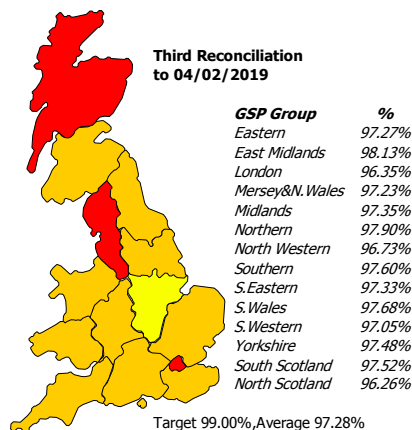 Third Reconciliation
to 04/02/2019
GSP Group %
Eastern 97.27%
East Midlands 98.13%
London 96.35%
Mersey&N.Wales 97.23%
Midlands 97.35%
Northern 97.90%
North Western 96.73%
Southern 97.60%
S.Eastern 97.33%
S.Wales 97.68%
S.Western 97.05%
Yorkshire 97.48%
South Scotland 97.52%
North Scotland 96.26%
Target 99.00%,Average 97.28%